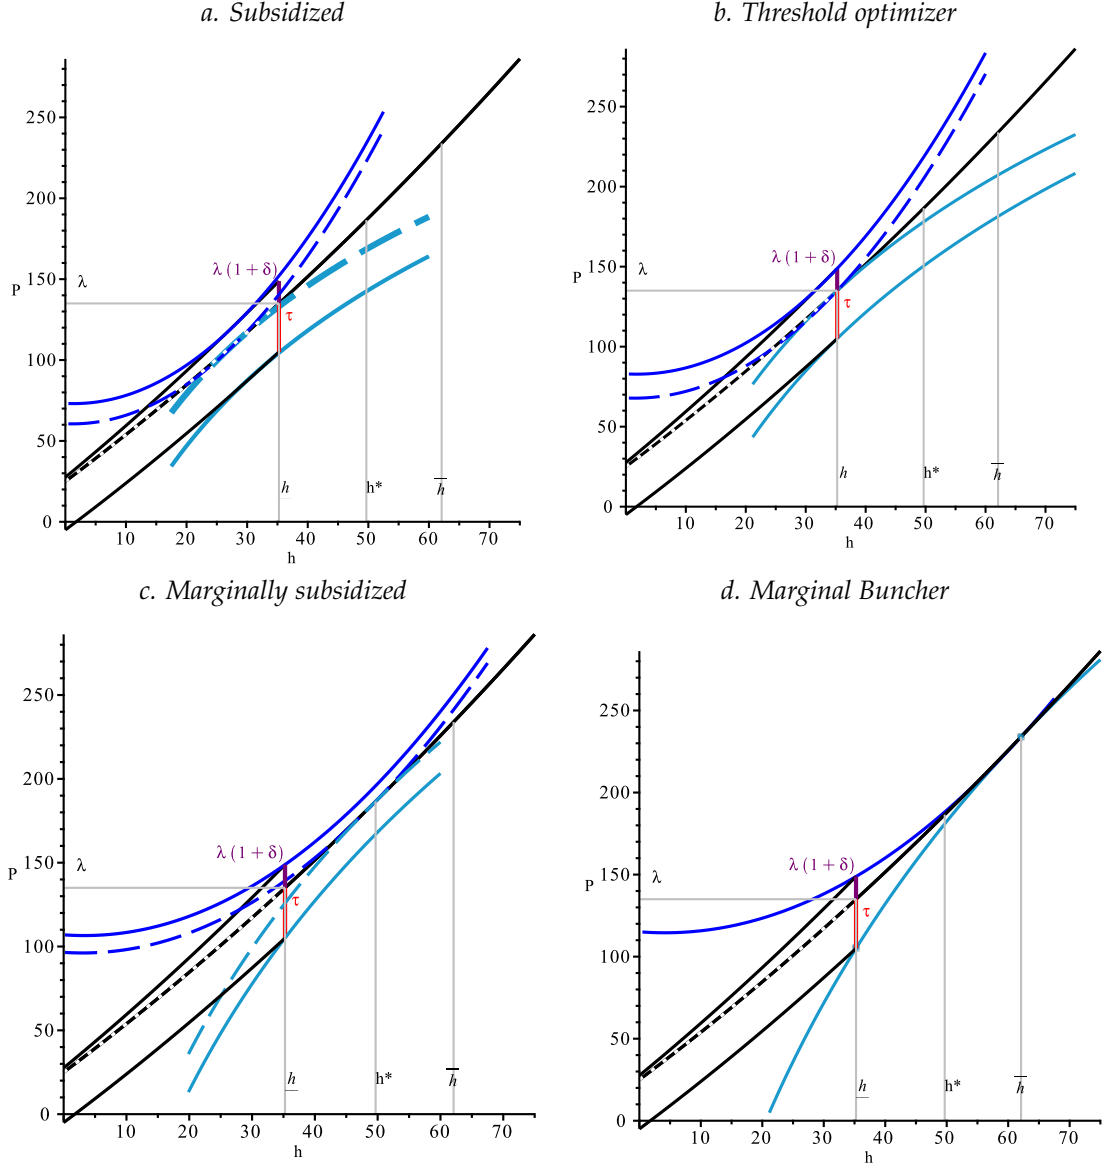 a. Subsidized
250
200
150
100
50
0
P
λ
λ (1 + δ)
τ
h
h*
h
10 20 30 40 50 60 70
h
b. Threshold optimizer
250
200
150
100
50
0
P
λ
λ (1 + δ)
τ
h
h*
h
10 20 30 40 50 60 70
h
c. Marginally subsidized
250
200
150
100
50
0
P
λ
λ (1 + δ)
τ
h
h*
h
10 20 30 40 50 60 70
h
d. Marginal Buncher
250
200
150
100
50
0
P
λ
λ (1 + δ)
τ
h
h*
h
10 20 30 40 50 60 70
h